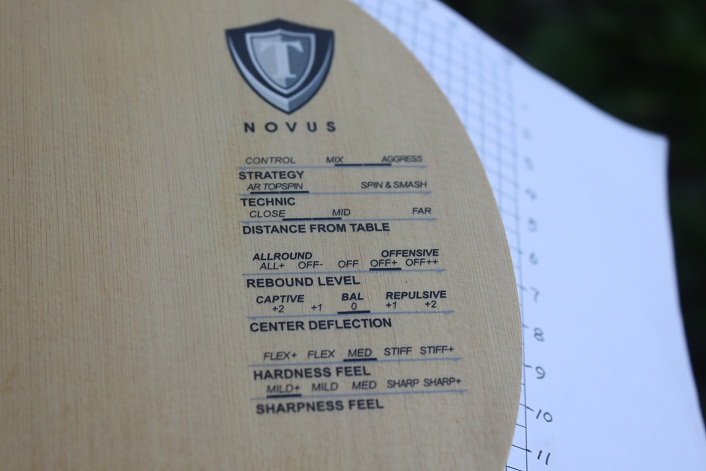 T
NOVUS
CONTROL MIX AGGRESS
STRATEGY
AR TOPSPIN SPIN & SMASH
TECHNIC
CLOSE MID FAR
DISTANCE FROM TABLE
ALLROUND OFFENSIVE
ALL+ OFF- OFF OFF+ OFF++
REBOUND LEVEL
CAPTIVE BAL REPULSIVE
+2 +1 0 +1 +2
CENTER DEFLECTION
FLEX+ FLEX MED STIFF STIFF+
HARDNESS FEEL
MILD+ MILD MED SHARP SHARP+
SHARPNESS FEEL
5
6
7
8
9
10
11